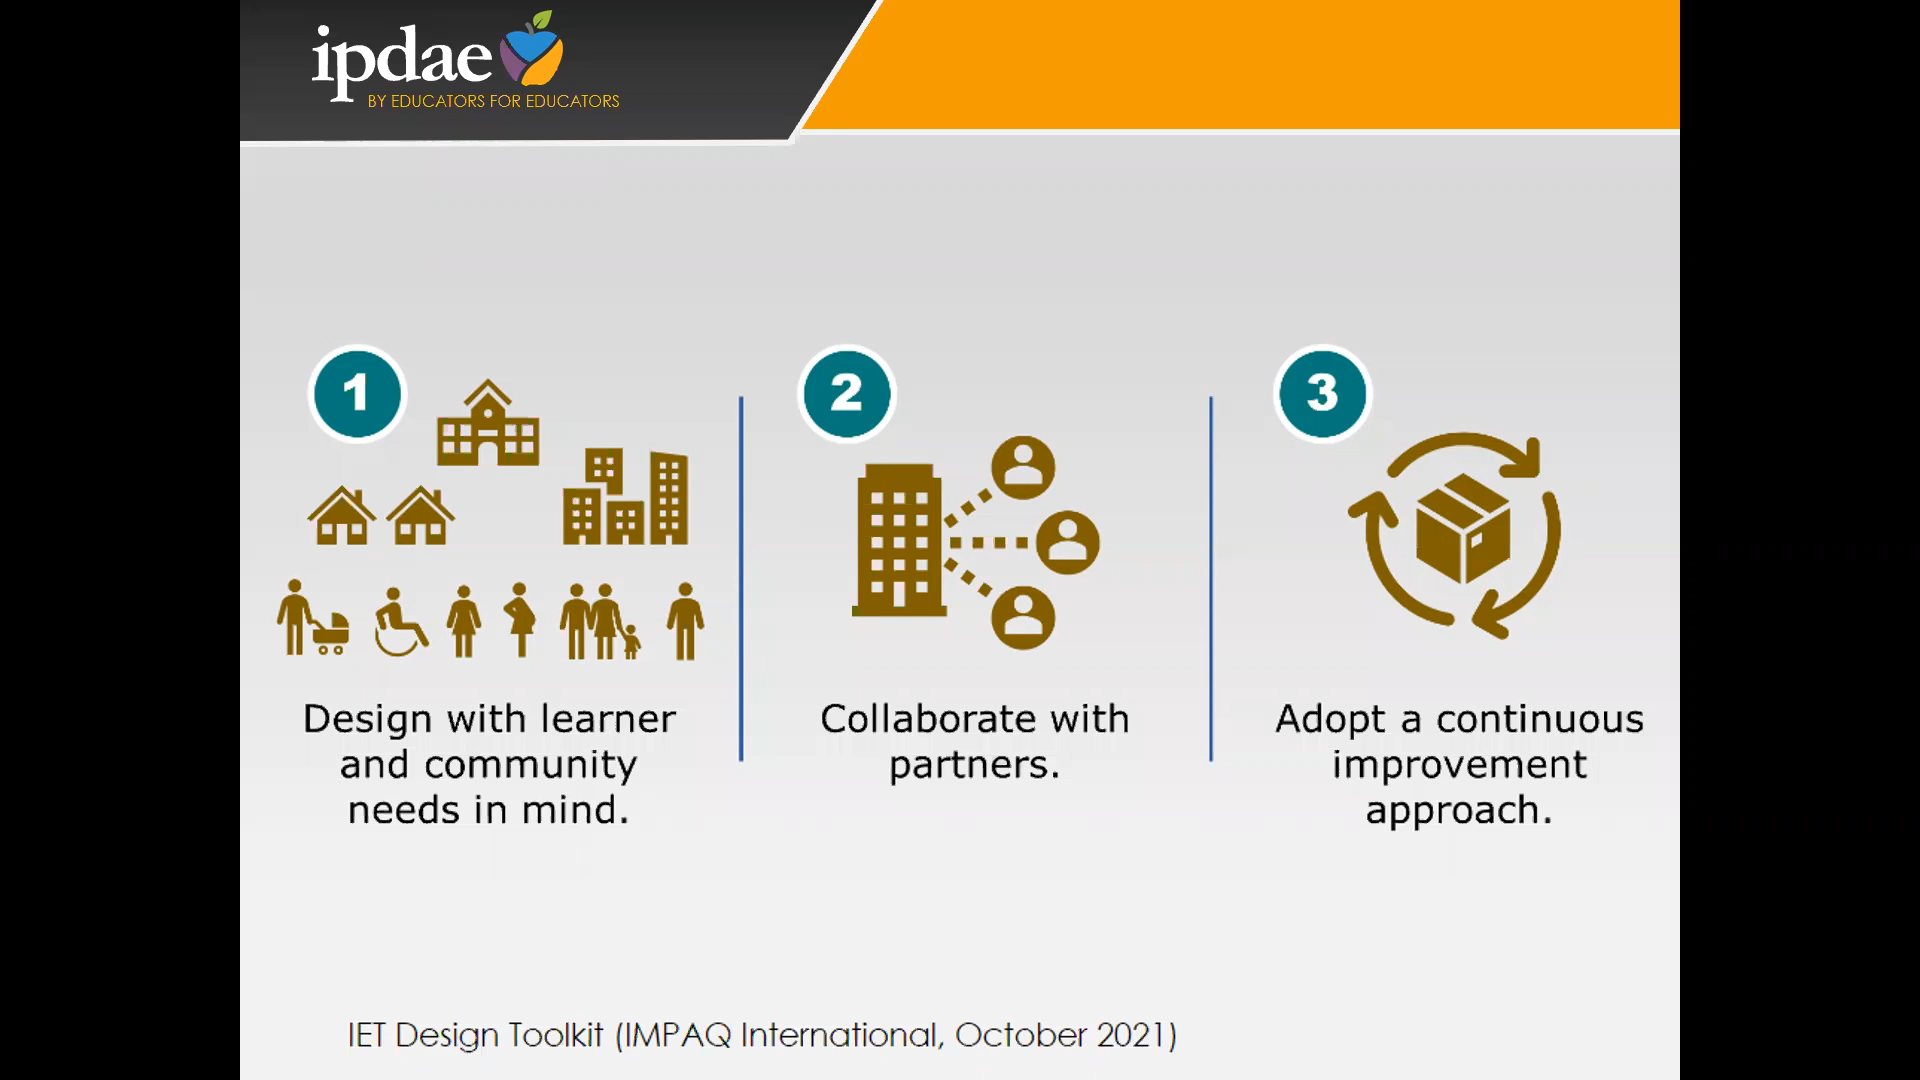 ipdae
BY EDUCATORS FOR EDUCATORS
1
Design with learner
and community
needs in mind.
2
Collaborate with
partners.
3
Adopt a continuous
improvement
approach.
IET Design Toolkit (IMPAQ International, October 2021)